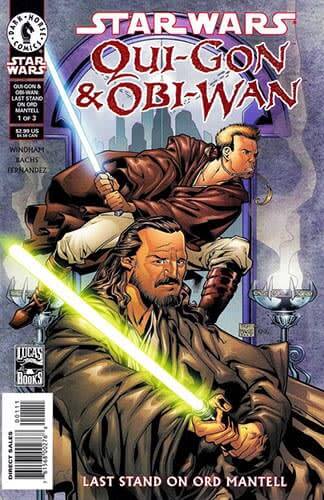 DARK HORSE COMICS
STAR WARS
QUI-GON
& OBI-WAN
STAR
WARS
QUI-GON &
OBI-WAN:
LAST STAND
ON ORD
MANTELL
1 of 3
$2.99 US
WINDHAM
BACHS
FERNANDEZ
LUCAS
BOOKS
00111
DIRECT SALES
LAST STAND ON ORD MANTELL